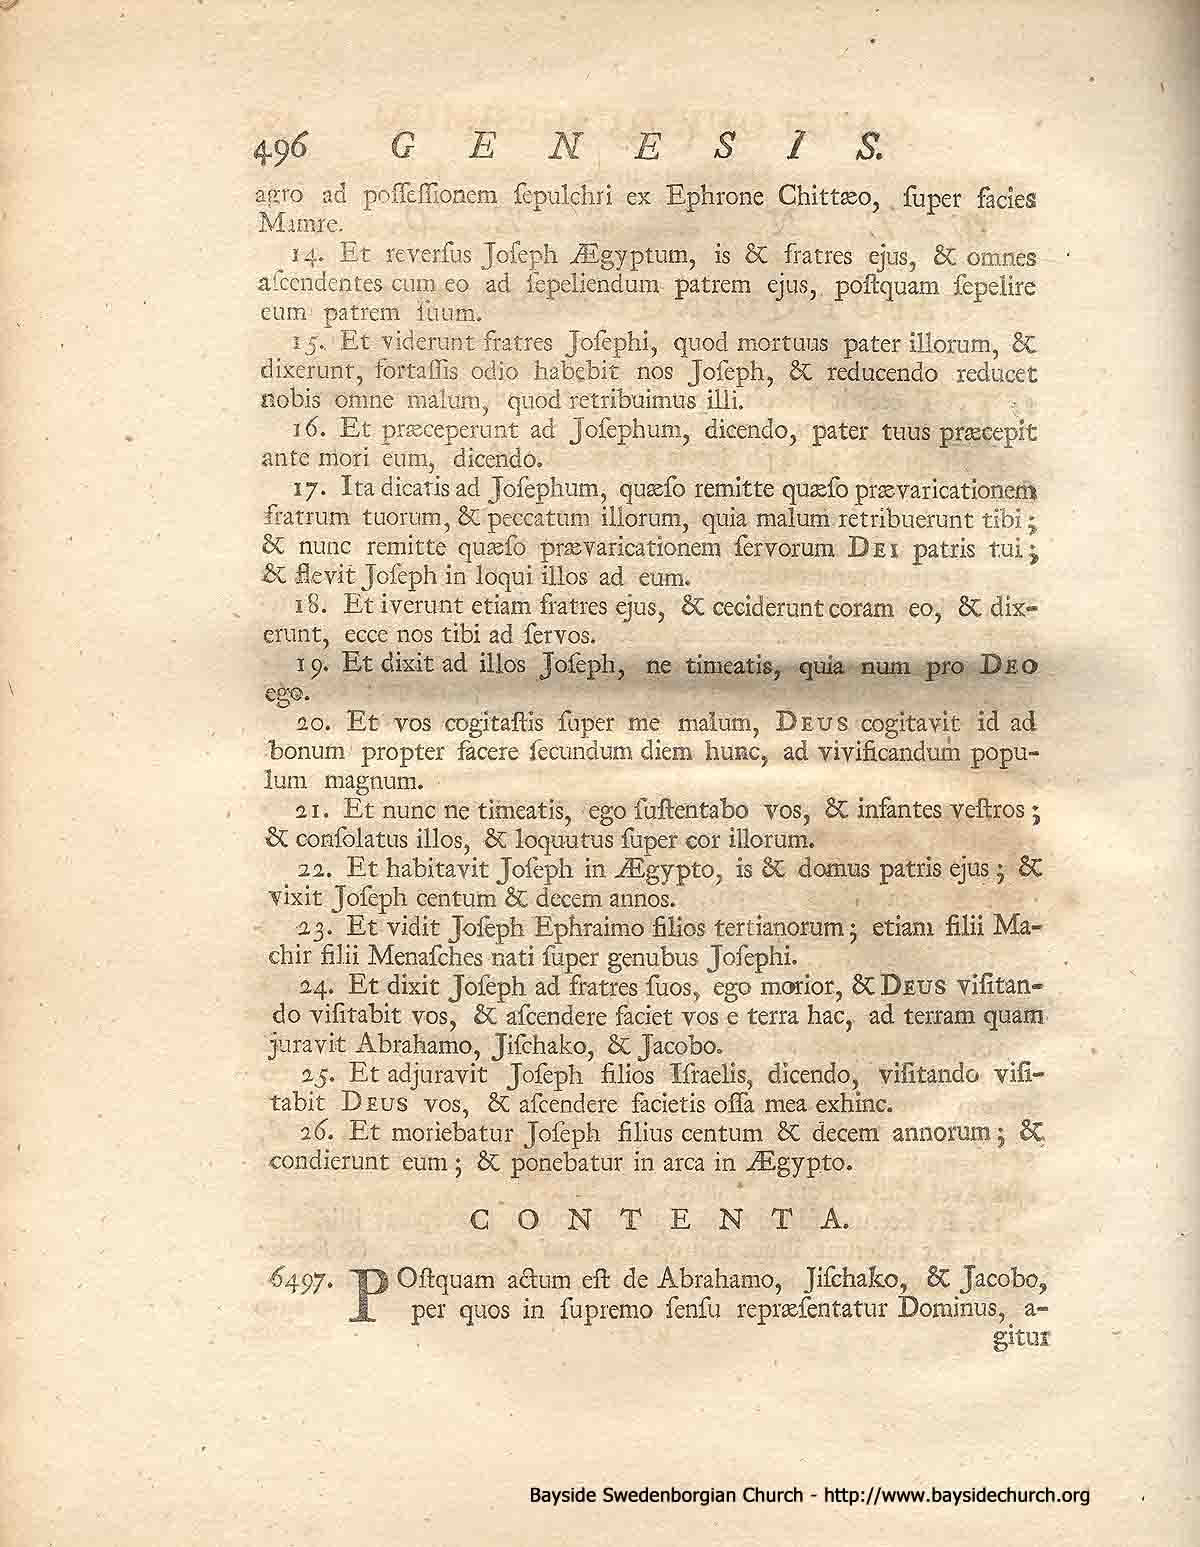 496 G E N E S I S.
agro ad poſſeſſionem ſepulchri ex Ephrone Chittæo, ſuper facies
Mamre.
14. Et reverſus Joſeph Ægyptum, is & fratres ejus, & omnes
aſcendentes cum eo ad ſepeliendum patrem ejus, poſtquam ſepelire
eum patrem ſuum.
15. Et viderunt fratres Joſephi, quod mortuus pater illorum, &
dixerunt, fortaſſis odio habebit nos Joſeph, & reducendo reducet
nobis omne malum, quod retribuimus illi.
16. Et præceperunt ad Joſephum, dicendo, pater tuus præcepit
ante mori eum, dicendo.
17. Ita dicatis ad Joſephum, quæſo remitte quæſo prævaricationem
fratrum tuorum, & peccatum illorum, quia malum retribuerunt tibi;
& nunc remitte quæſo prævaricationem ſervorum DEI patris tui;
& flevit Joſeph in loqui illos ad eum.
18. Et iverunt etiam fratres ejus, & ceciderunt coram eo, & dix-
erunt, ecce nos tibi ad ſervos.
19. Et dixit ad illos Joſeph, ne timeatis, quia num pro DEO
ego.
20. Et vos cogitaſtis ſuper me malum, DEUS cogitavit id ad
bonum propter facere ſecundum diem hunc, ad vivificandum popu-
lum magnum.
21. Et nunc ne timeatis, ego ſuſtentabo vos, & infantes veſtros;
& conſolatus illos, & loquutus ſuper cor illorum.
22. Et habitavit Joſeph in Ægypto, is & domus patris ejus; &
vixit Joſeph centum & decem annos.
23. Et vidit Joſeph Ephraimo filios tertianorum; etiam filii Ma-
chir filii Menaſches nati ſuper genubus Joſephi.
24. Et dixit Joſeph ad fratres ſuos, ego morior, & DEUS viſitan-
do viſitabit vos, & aſcendere faciet vos e terra hac, ad terram quam
juravit Abrahamo, Jiſchako, & Jacobo.
25. Et adjuravit Joſeph filios Iſraelis, dicendo, viſitando viſi-
tabit DEUS vos, & aſcendere facietis oſſa mea exhinc.
26. Et moriebatur Joſeph filius centum & decem annorum; &
condierunt eum; & ponebatur in arca in Ægypto.
C O N T E N T A.
6497. POſtquam actum eſt de Abrahamo, Jiſchako, & Jacobo,
per quos in ſupremo ſenſu repræſentatur Dominus, a-
gitur
Bayside Swedenborgian Church - http://www.baysidechurch.org